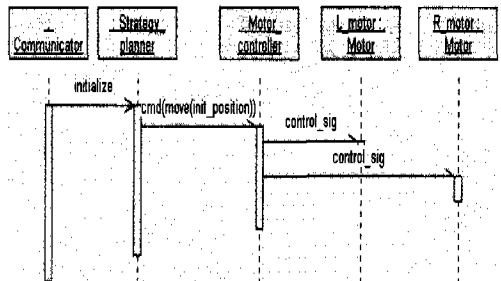 Communicator
Strategy
planner
Motor
controller
L_motor :
Motor
R_motor :
Motor
initialize
cmd(move(init_position))
control_sig
control_sig